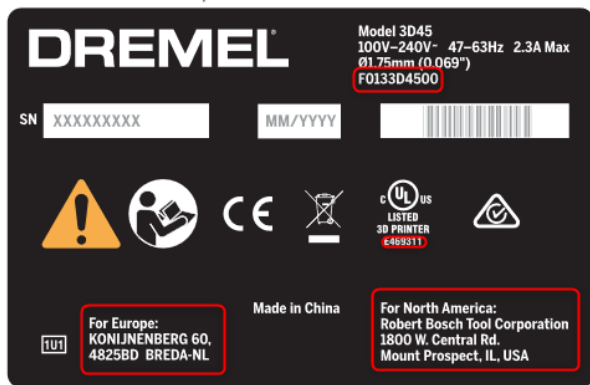 DREMEL
Model 3D45
100V–240V~ 47–63Hz 2.3A Max
Ø1.75mm (0.069")
F0133D4500
SN XXXXXXXXX
MM/YYYY
CE
C UL US
LISTED
3D PRINTER
E469311
1U1
For Europe:
KONIJNENBERG 60,
4825BD BREDA-NL
Made in China
For North America:
Robert Bosch Tool Corporation
1800 W. Central Rd.
Mount Prospect, IL, USA